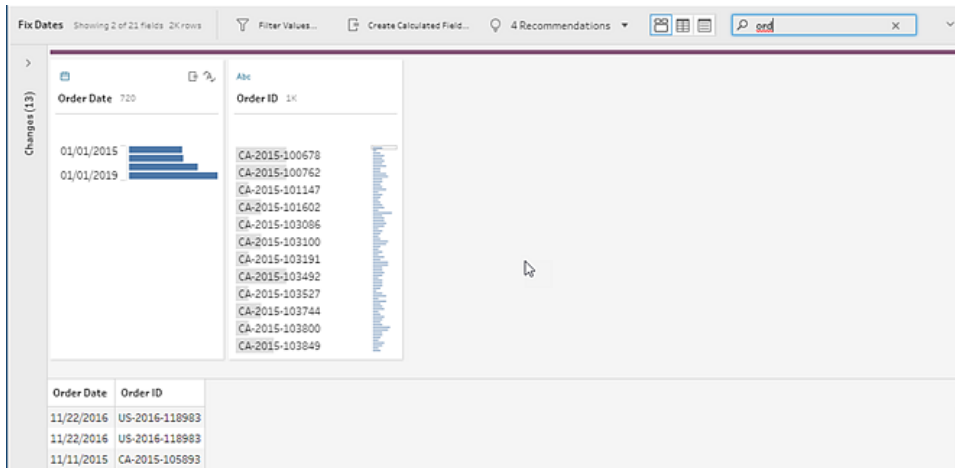 Fix Dates Showing 2 of 21 fields 2K rows Filter Values... Create Calculated Field... 4 Recommendations ord
Changes (13)
Abc
Order Date 720 Order ID 1K
01/01/2015
01/01/2019
CA-2015-100678
CA-2015-100762
CA-2015-101147
CA-2015-101602
CA-2015-103086
CA-2015-103100
CA-2015-103191
CA-2015-103492
CA-2015-103527
CA-2015-103744
CA-2015-103800
CA-2015-103849
Order Date Order ID
11/22/2016 US-2016-118983
11/22/2016 US-2016-118983
11/11/2015 CA-2015-105893